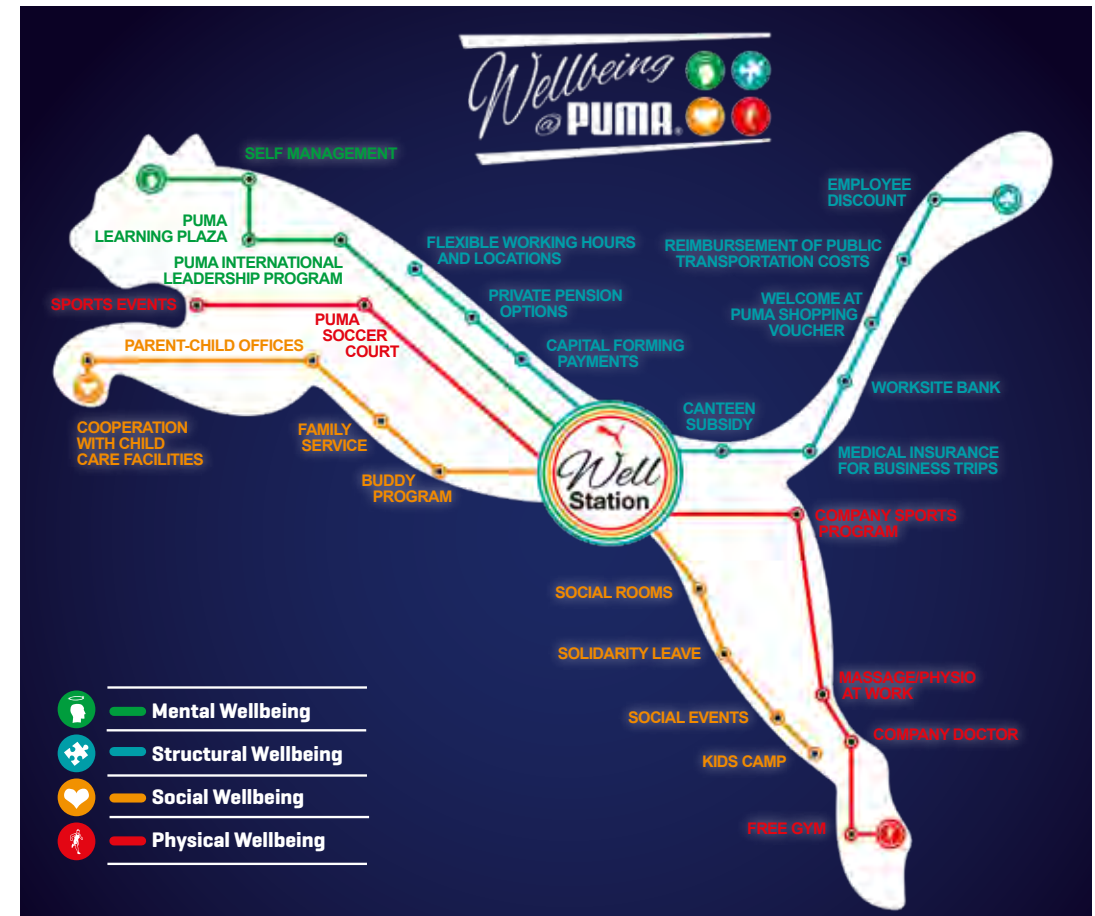 Wellbeing
@ PUMA®
SELF MANAGEMENT
PUMA
LEARNING PLAZA
PUMA INTERNATIONAL
LEADERSHIP PROGRAM
SPORTS EVENTS
PUMA
SOCCER
COURT
PARENT-CHILD OFFICES
COOPERATION
WITH CHILD
CARE FACILITIES
FAMILY
SERVICE
BUDDY
PROGRAM
FLEXIBLE WORKING HOURS
AND LOCATIONS
PRIVATE PENSION
OPTIONS
CAPITAL FORMING
PAYMENTS
EMPLOYEE
DISCOUNT
REIMBURSEMENT OF PUBLIC
TRANSPORTATION COSTS
WELCOME AT
PUMA SHOPPING
VOUCHER
WORKSITE BANK
CANTEEN
SUBSIDY
MEDICAL INSURANCE
FOR BUSINESS TRIPS
Well
Station
COMPANY SPORTS
PROGRAM
SOCIAL ROOMS
SOLIDARITY LEAVE
MASSAGE/PHYSIO
AT WORK
SOCIAL EVENTS
COMPANY DOCTOR
KIDS CAMP
FREE GYM
Mental Wellbeing
Structural Wellbeing
Social Wellbeing
Physical Wellbeing